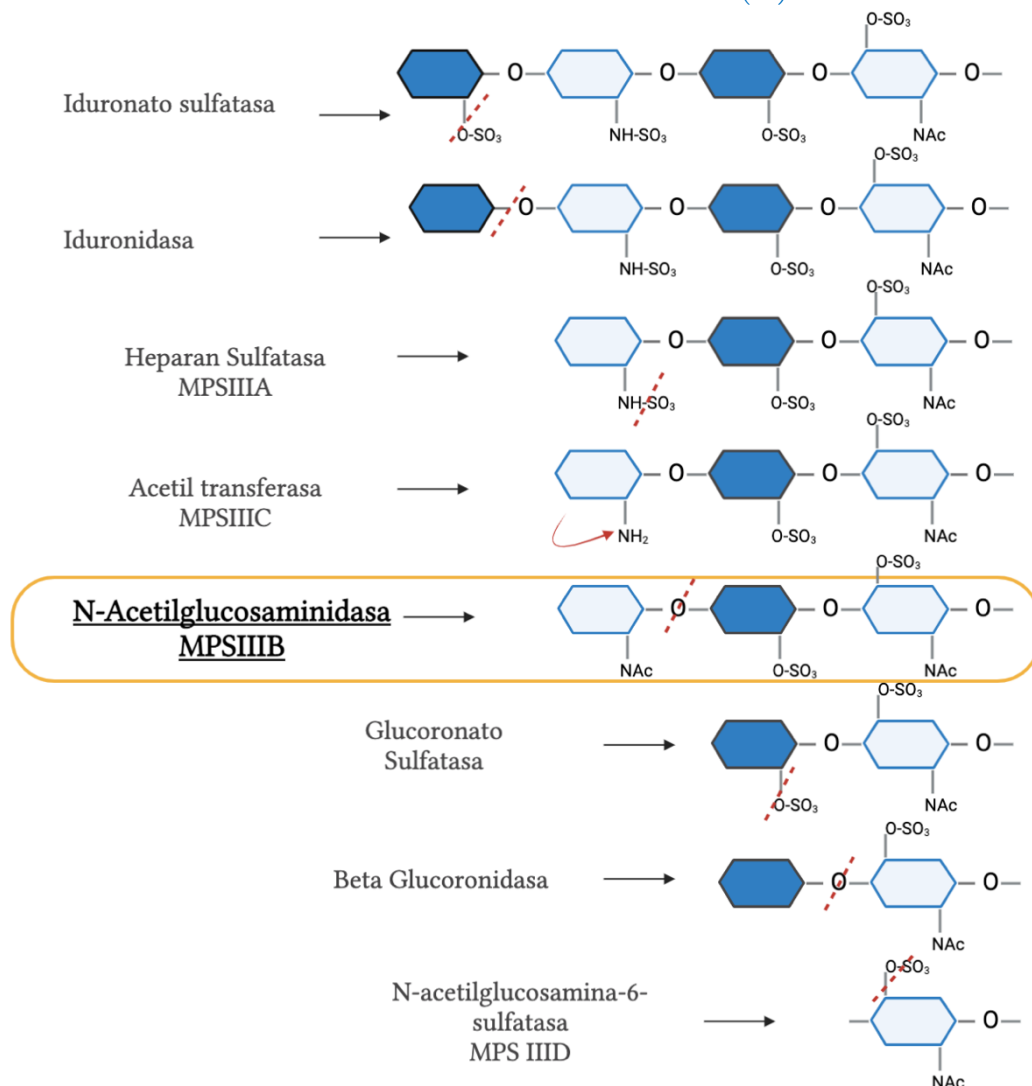 O-SO₃
Iduronato sulfatasa
O
O
O
O
O-SO₃
NH-SO₃
O-SO₃
NAc
O-SO₃
Iduronidasa
O
O
O
O
NH-SO₃
O-SO₃
NAc
O-SO₃
Heparan Sulfatasa
MPSIIIA
O
O
O
NH-SO₃
O-SO₃
NAc
O-SO₃
Acetil transferasa
MPSIIIC
O
O
O
NH₂
O-SO₃
NAc
O-SO₃
N-Acetilglucosaminidasa
MPSIIIB
O
O
O
NAc
O-SO₃
NAc
O-SO₃
Glucoronato
Sulfatasa
O
O
O-SO₃
NAc
O-SO₃
Beta Glucoronidasa
O
O
NAc
O-SO₃
N-acetilglucosamina-6-
sulfatasa
MPS IIID
O
NAc